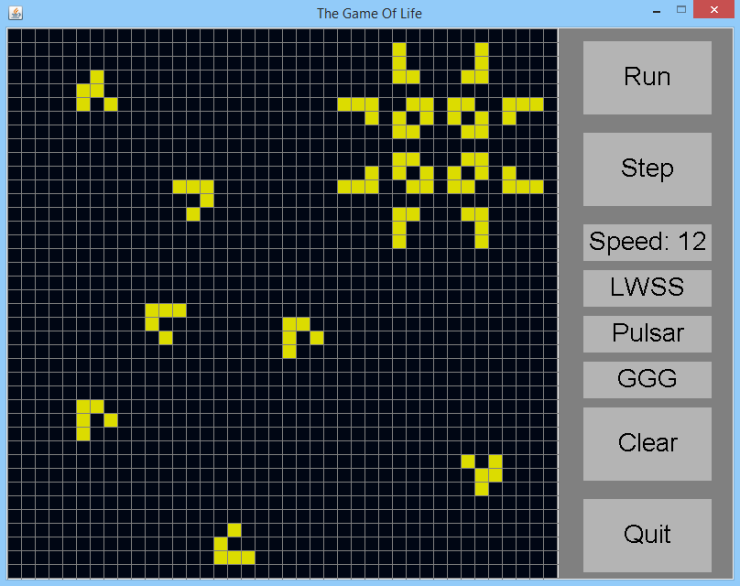 The Game Of Life
Run
Step
Speed: 12
LWSS
Pulsar
GGG
Clear
Quit